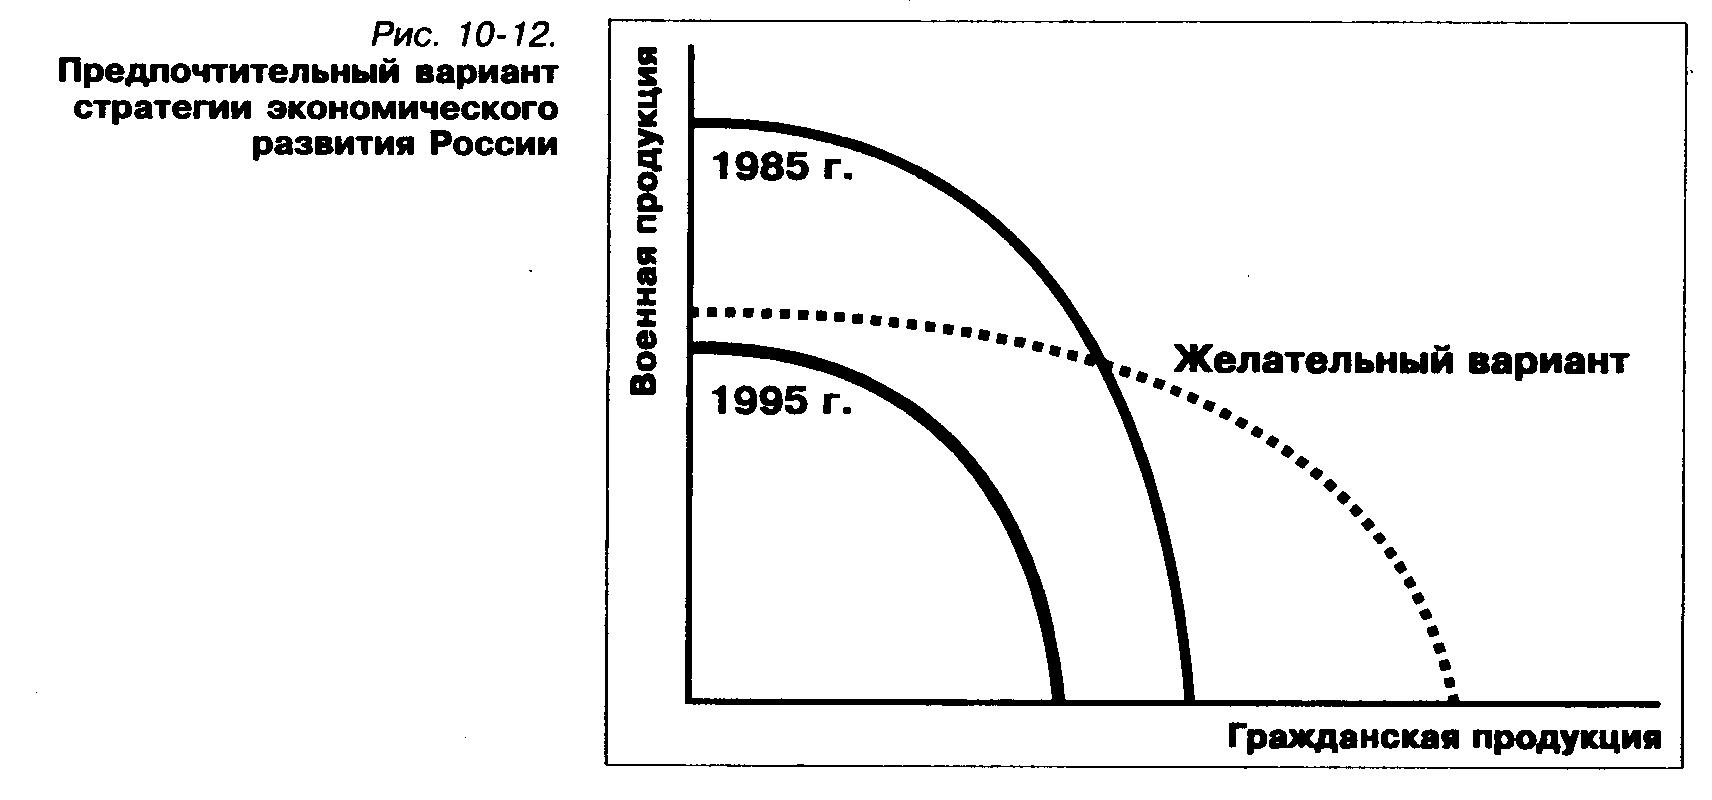 Рис. 10-12.
Предпочтительный вариант
стратегии экономического
развития России
Военная продукция
1985 г.
Желательный вариант
1995 г.
Гражданская продукция